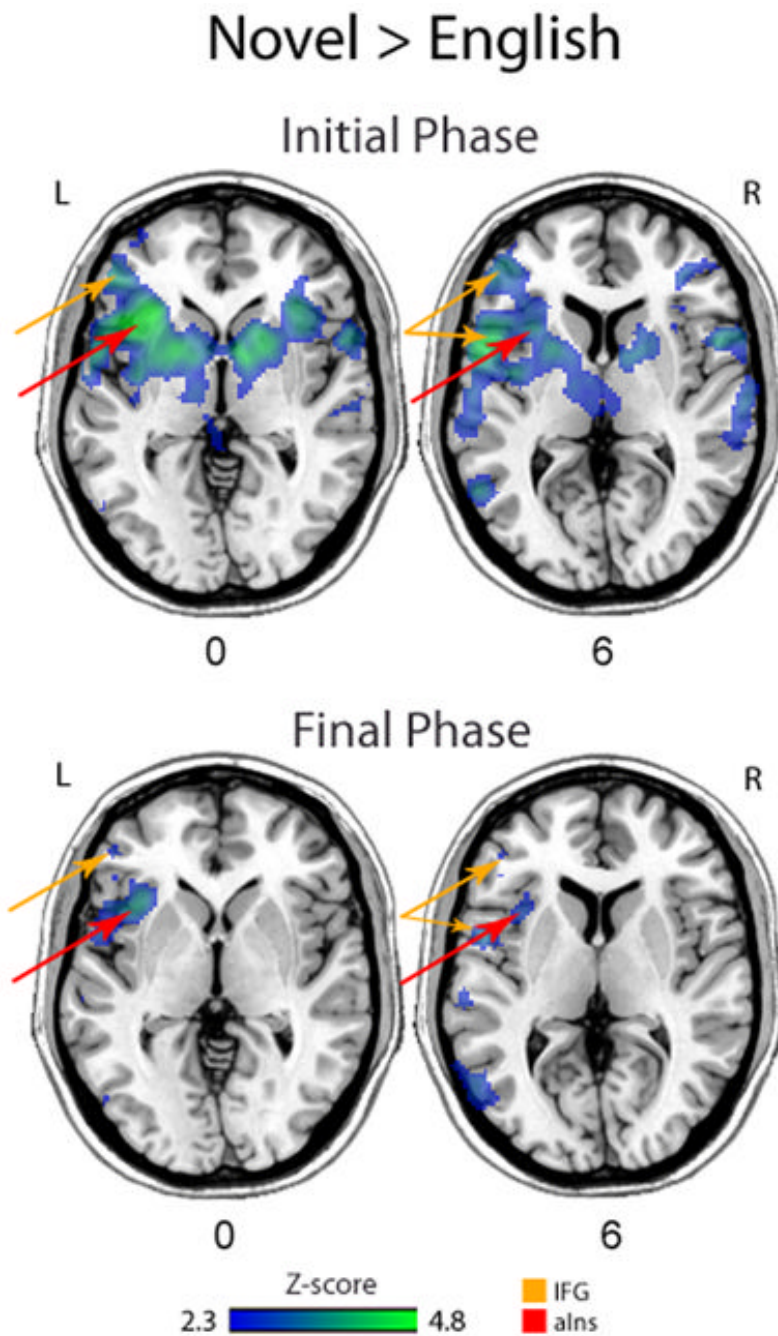 Novel > English
Initial Phase
L
R
0
6
Final Phase
L
R
0
6
Z-score
2.3
4.8
IFG
aIns